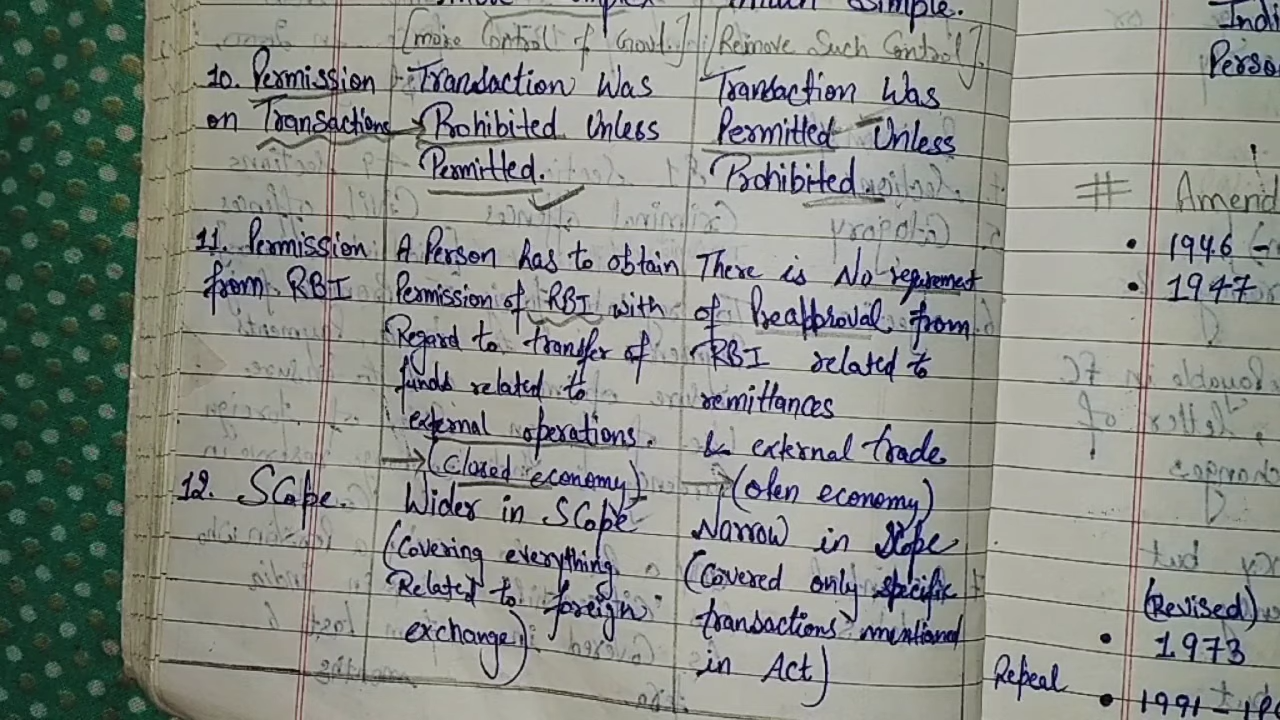 much Simple.
[more Control of Govt.] [Remove Such Control].
10. Permission Transaction Was Transaction Was
on Transactions → Prohibited Unless Permitted Unless
Permitted. Prohibited
11. Permission A Person has to obtain There is No requirement
from RBI Permission of RBI with of Preapproval from
Regard to transfer of RBI related to
funds related to remittances
external operations. & external trade
→ (Closed economy) → (open economy)
12. Scope. Wider in Scope Narrow in Scope
(Covering everything (Covered only specific
Related to foreign transactions mentioned
exchange) in Act)
Indi
Perso
# Amend
• 1946 -
• 1947
(Revised)
• 1973
Repeal • 1991 -